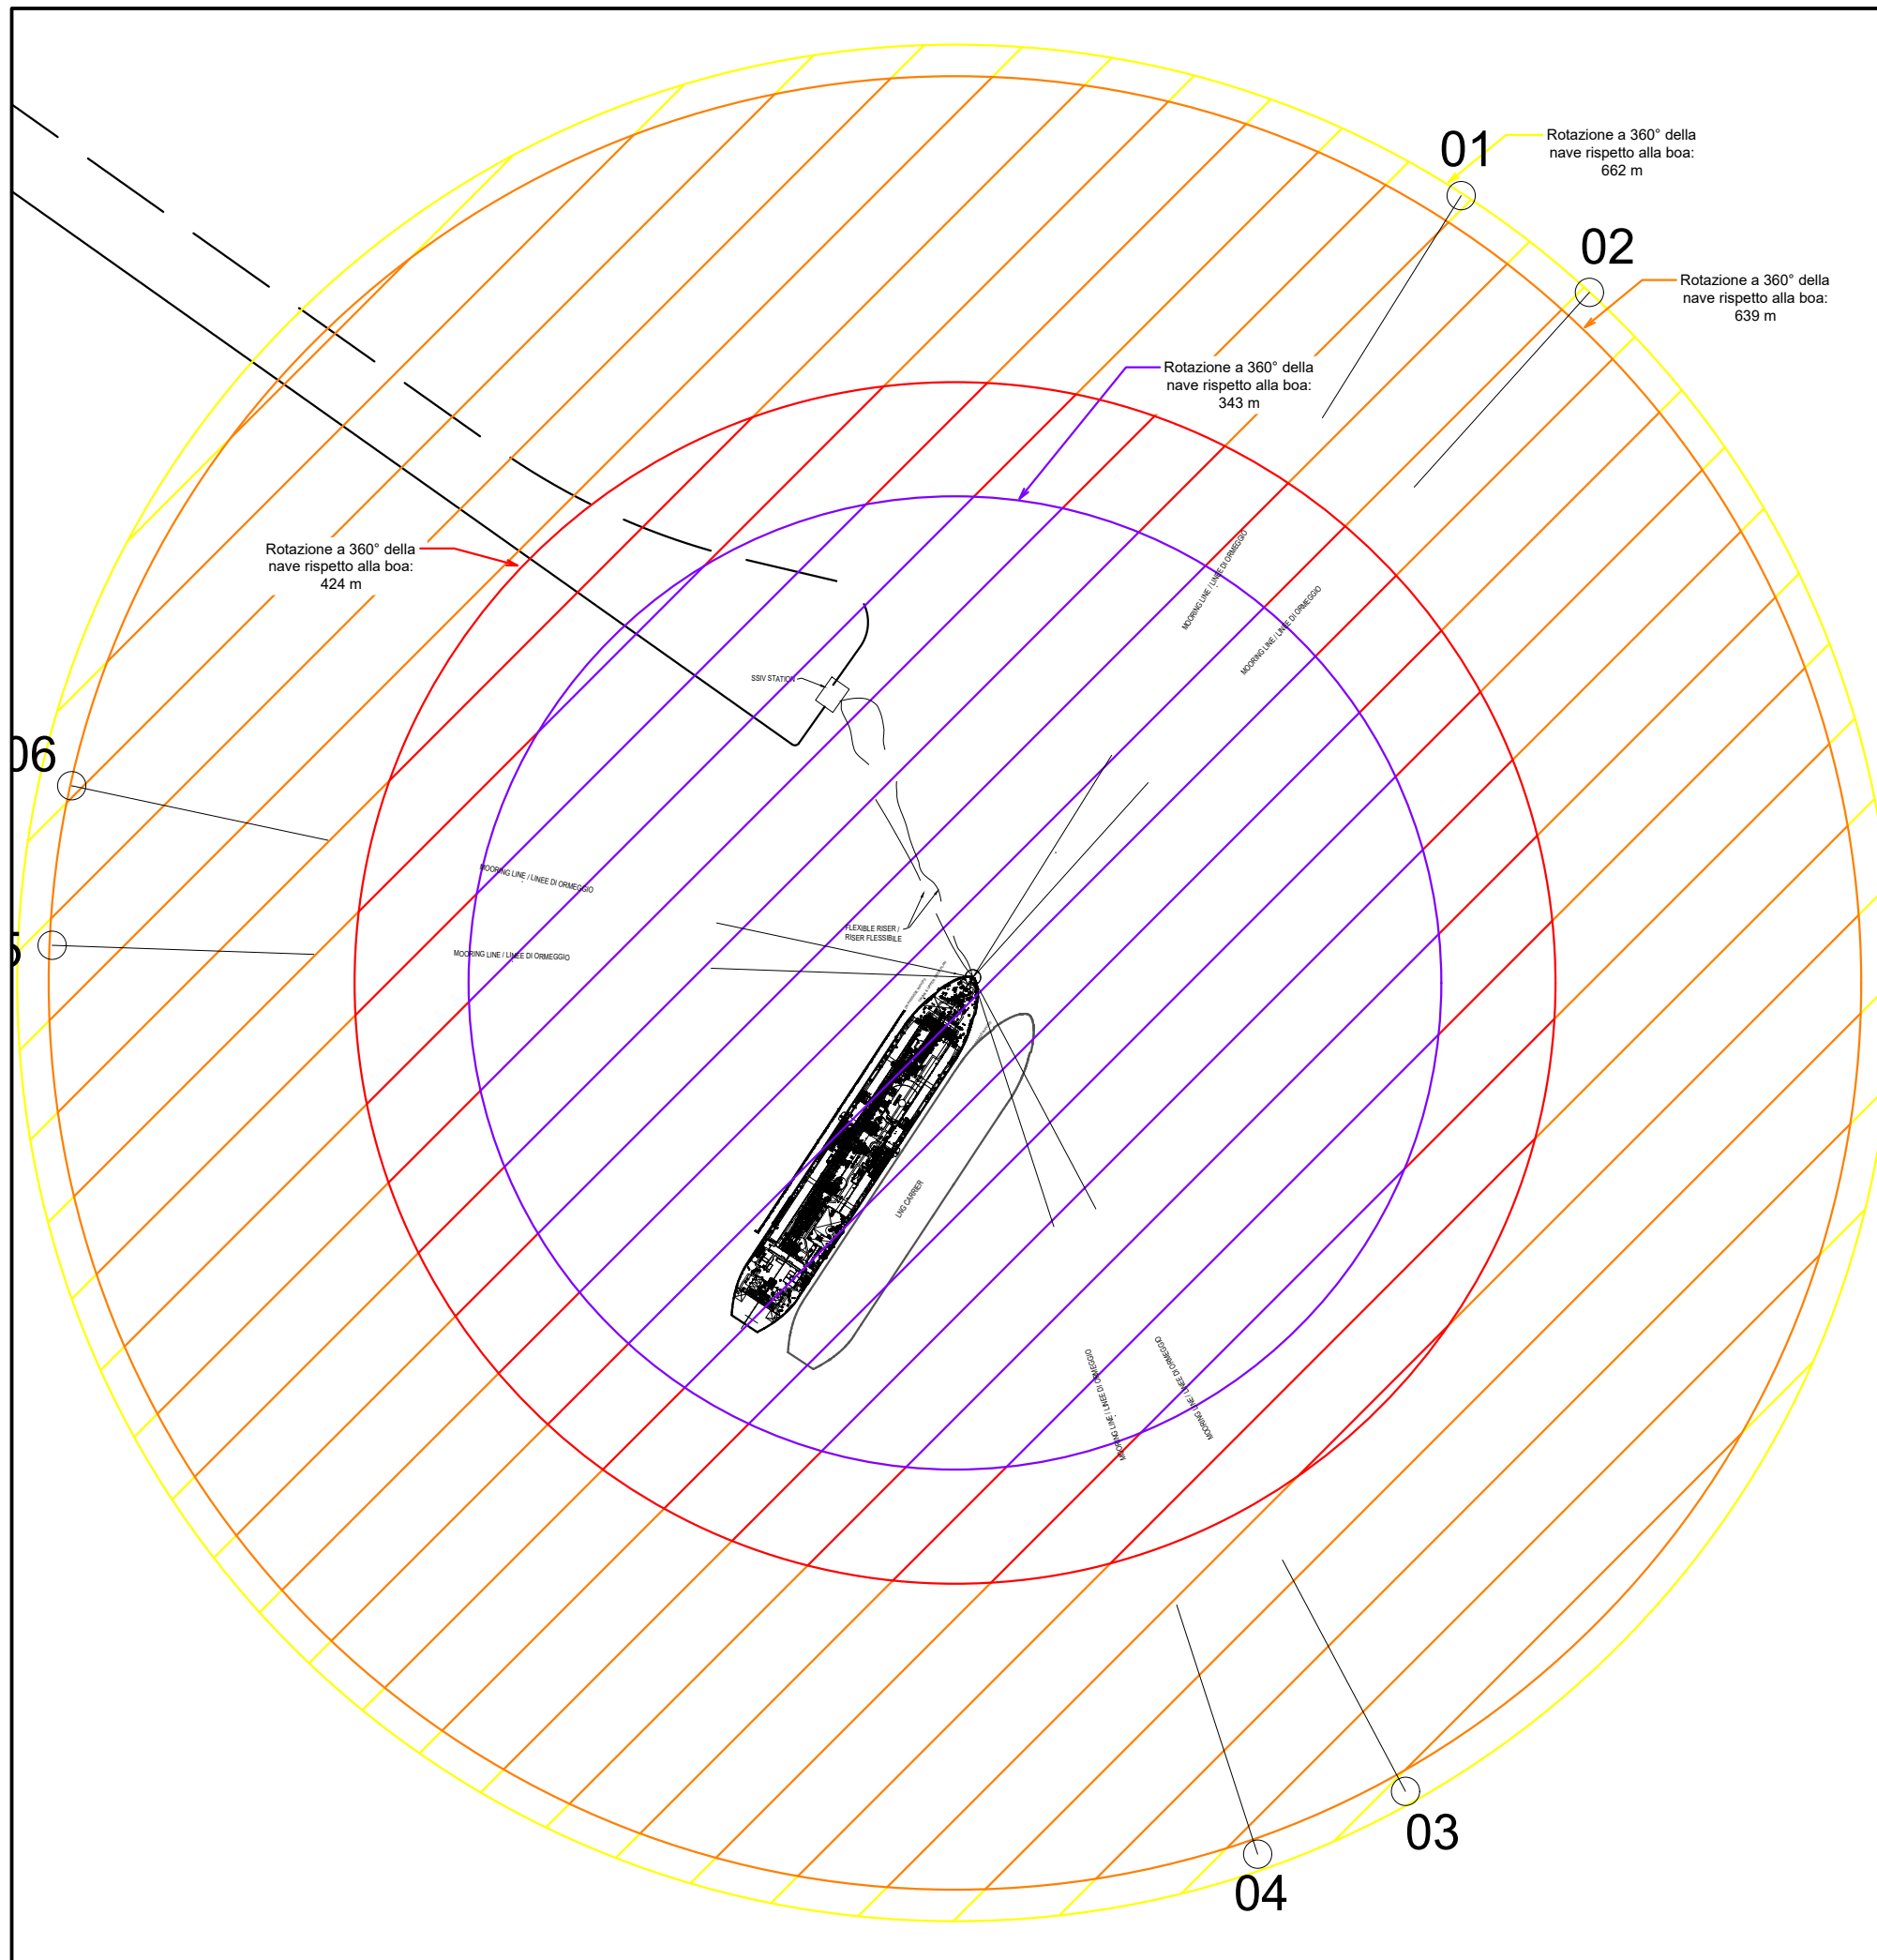 01
Rotazione a 360° della
nave rispetto alla boa:
662 m
02
Rotazione a 360° della
nave rispetto alla boa:
639 m
Rotazione a 360° della
nave rispetto alla boa:
343 m
Rotazione a 360° della
nave rispetto alla boa:
424 m
MOORING LINE / LINEE DI ORMEGGIO
MOORING LINE / LINEE DI ORMEGGIO
SSIV STATION
06
MOORING LINE / LINEE DI ORMEGGIO
FLEXIBLE RISER /
RISER FLESSIBILE
5
MOORING LINE / LINEE DI ORMEGGIO
LNG CARRIER
MOORING LINE / LINEE DI ORMEGGIO
MOORING LINE / LINEE DI ORMEGGIO
03
04